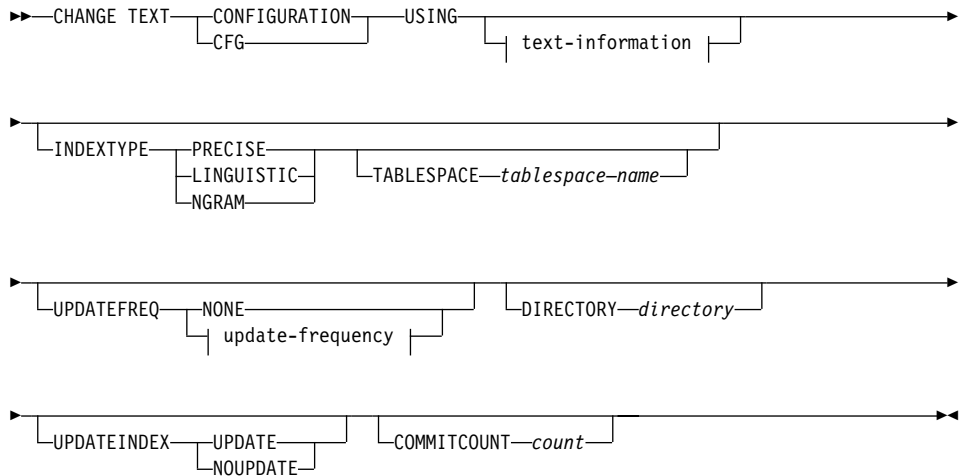 CHANGE TEXT CONFIGURATION USING
CFG text-information
INDEXTYPE PRECISE
LINGUISTIC TABLESPACE tablespace-name
NGRAM
UPDATEFREQ NONE DIRECTORY directory
update-frequency
UPDATEINDEX UPDATE COMMITCOUNT count
NOUPDATE